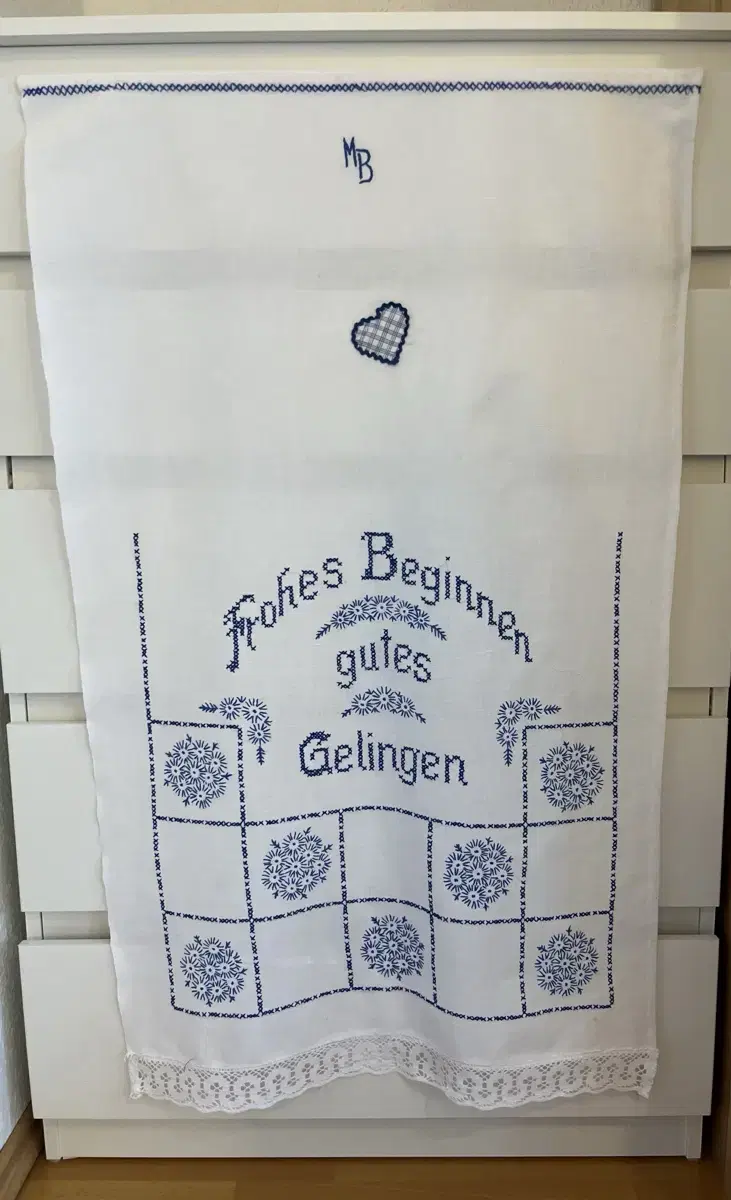 MB
Frohes Beginnen
gutes
Gelingen